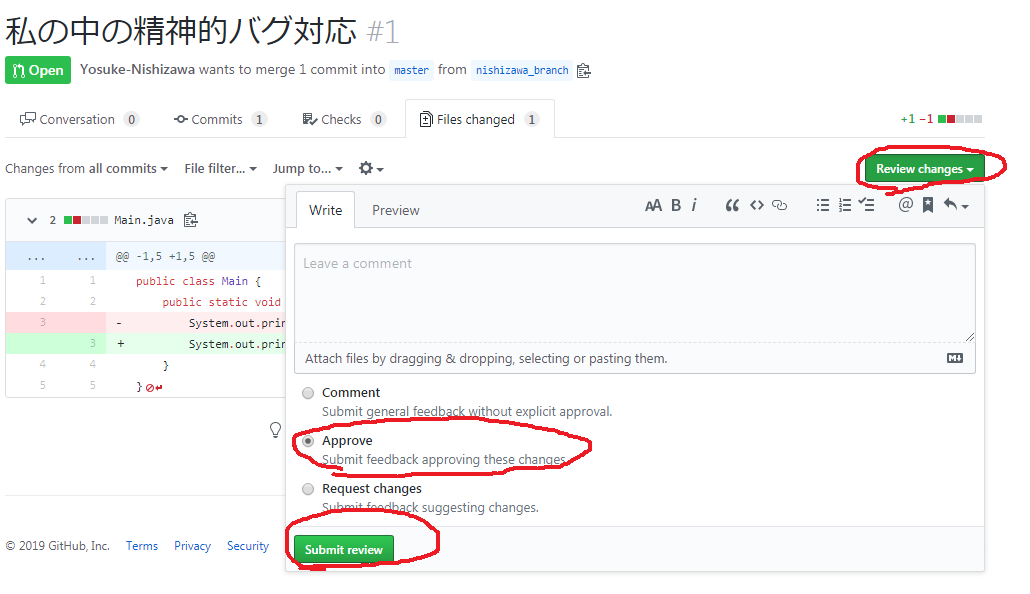 私の中の精神的バグ対応 #1
Open Yosuke-Nishizawa wants to merge 1 commit into master from nishizawa_branch
Conversation 0 Commits 1 Checks 0 Files changed 1 +1 −1
Changes from all commits File filter... Jump to... Review changes
2 Main.java
... ... @@ -1,5 +1,5 @@
1 1 public class Main {
2 2 public static void
3 - System.out.prin
3 + System.out.prin
4 4 }
5 5 }
Write Preview AA B i “ <> @
Leave a comment
Attach files by dragging & dropping, selecting or pasting them. M↓
Comment
Submit general feedback without explicit approval.
Approve
Submit feedback approving these changes.
Request changes
Submit feedback suggesting changes.
Submit review
© 2019 GitHub, Inc. Terms Privacy Security